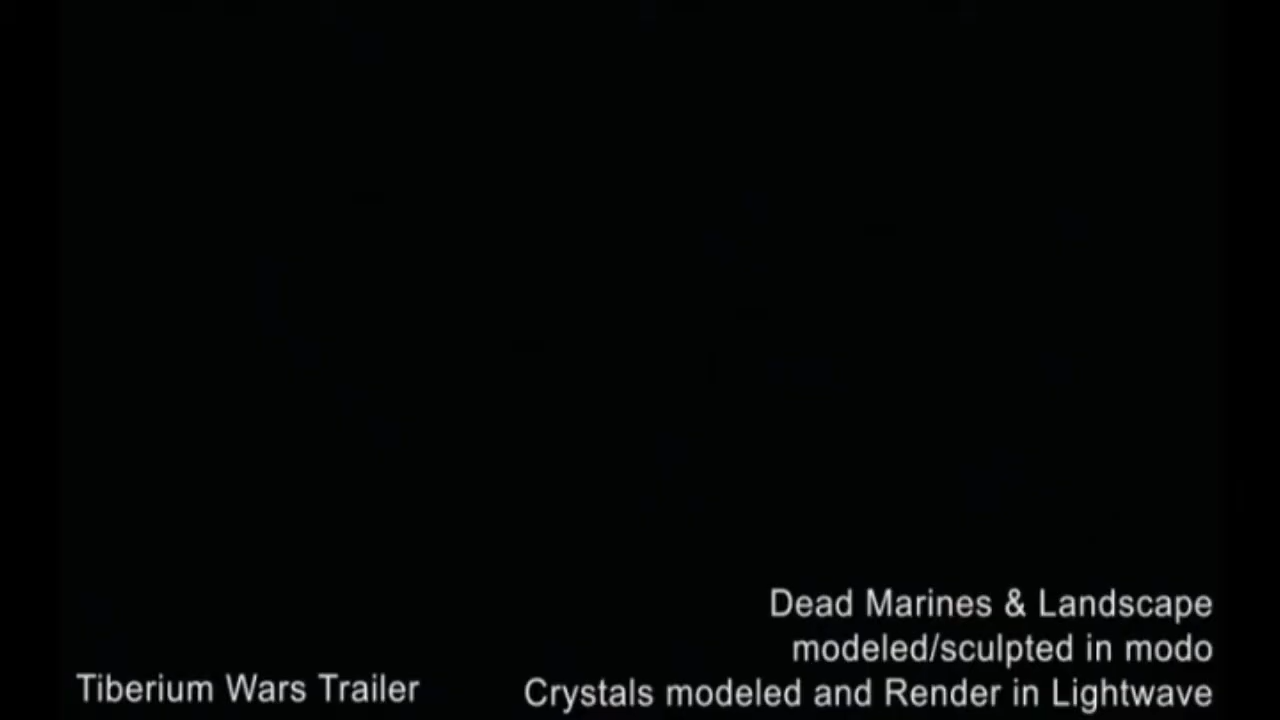 Dead Marines & Landscape
modeled/sculpted in modo
Tiberium Wars Trailer
Crystals modeled and Render in Lightwave